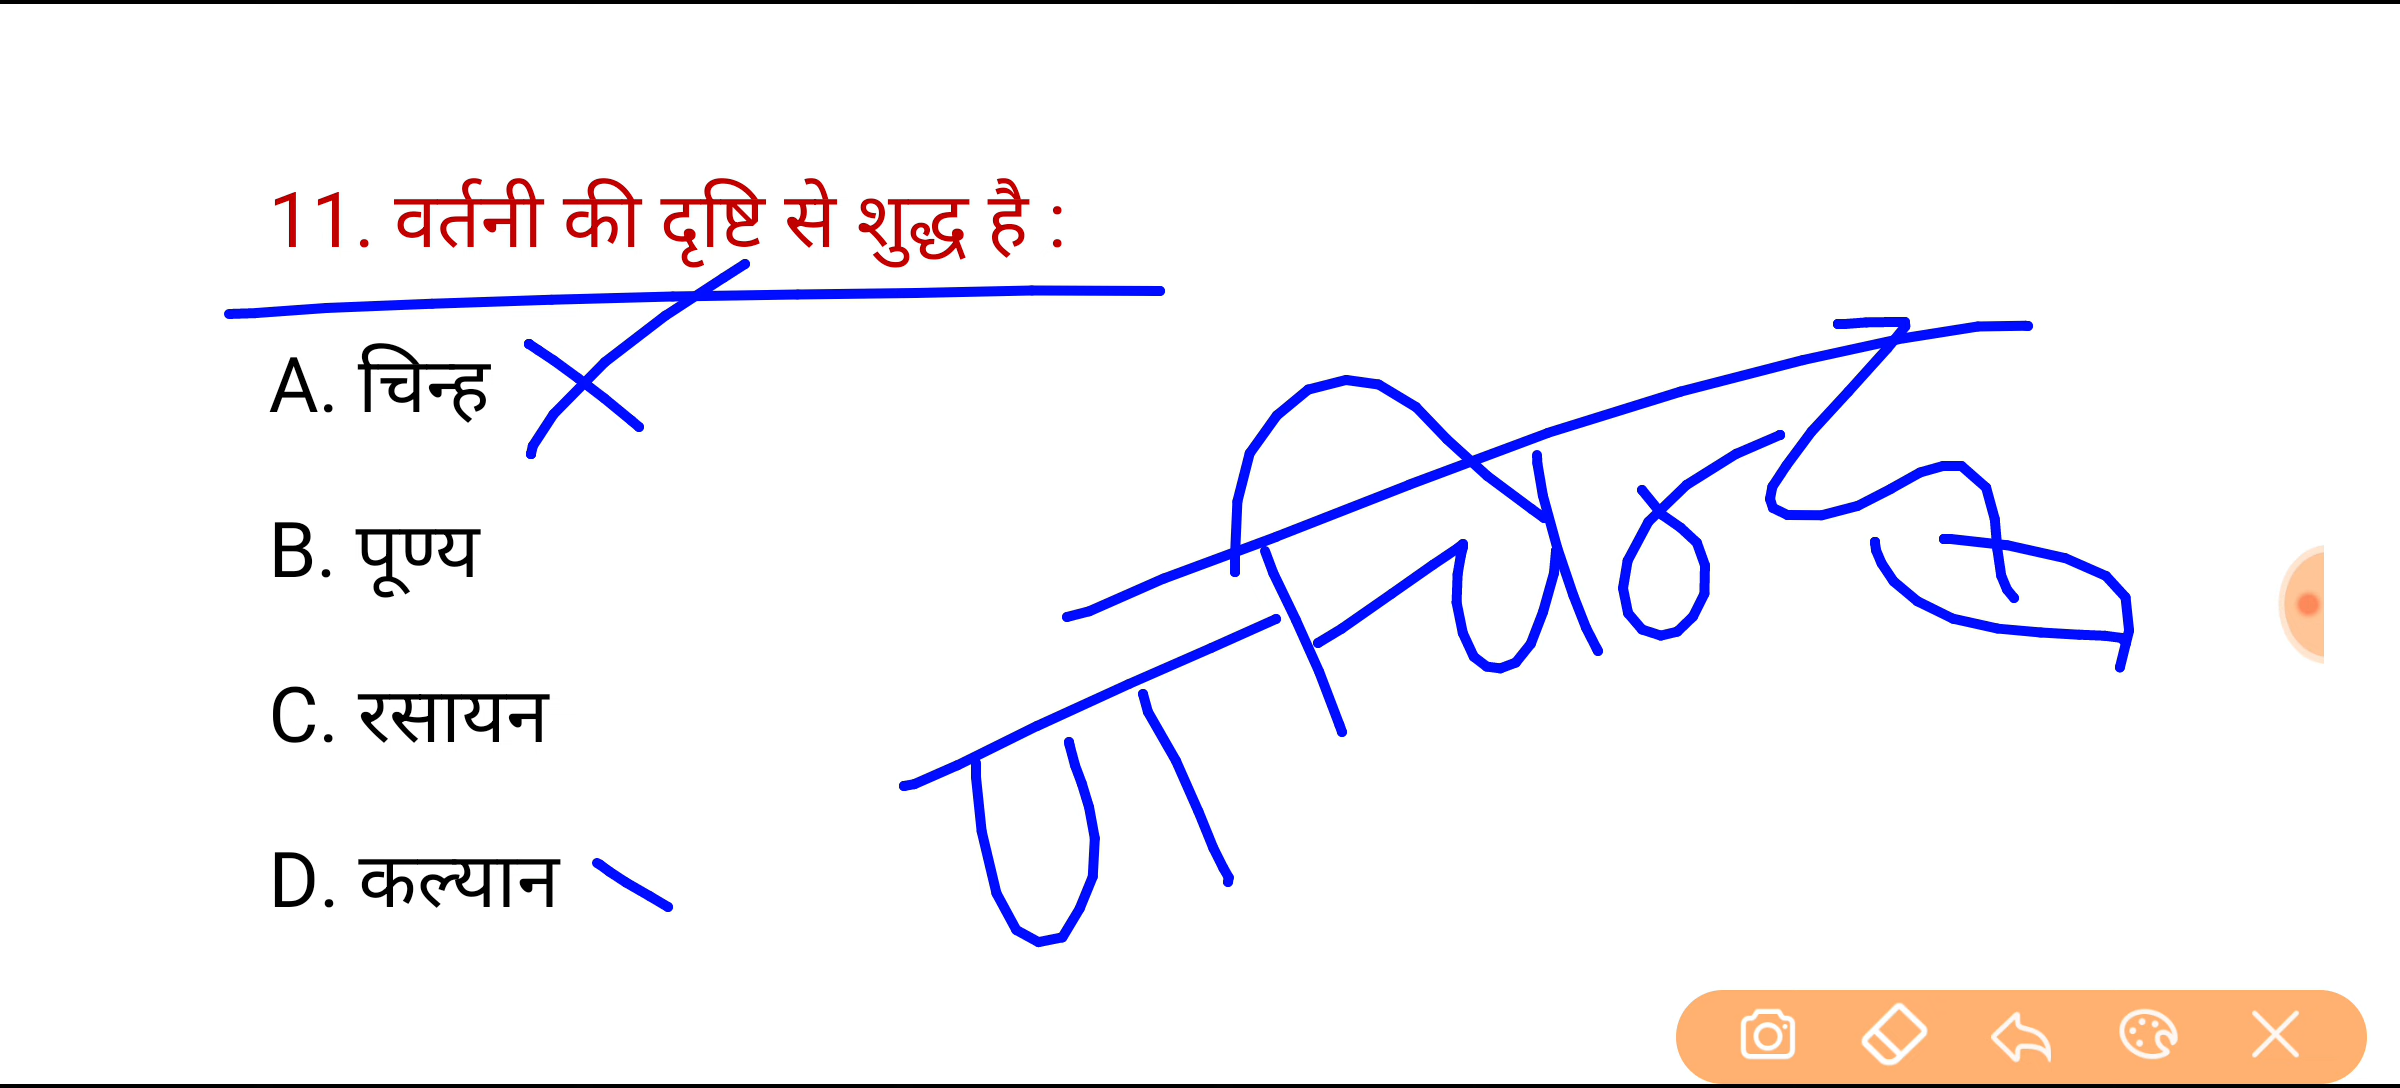 11. वर्तनी की दृष्टि से शुद्ध है :
A. चिन्ह
B. पूण्य
C. रसायन
D. कल्यान